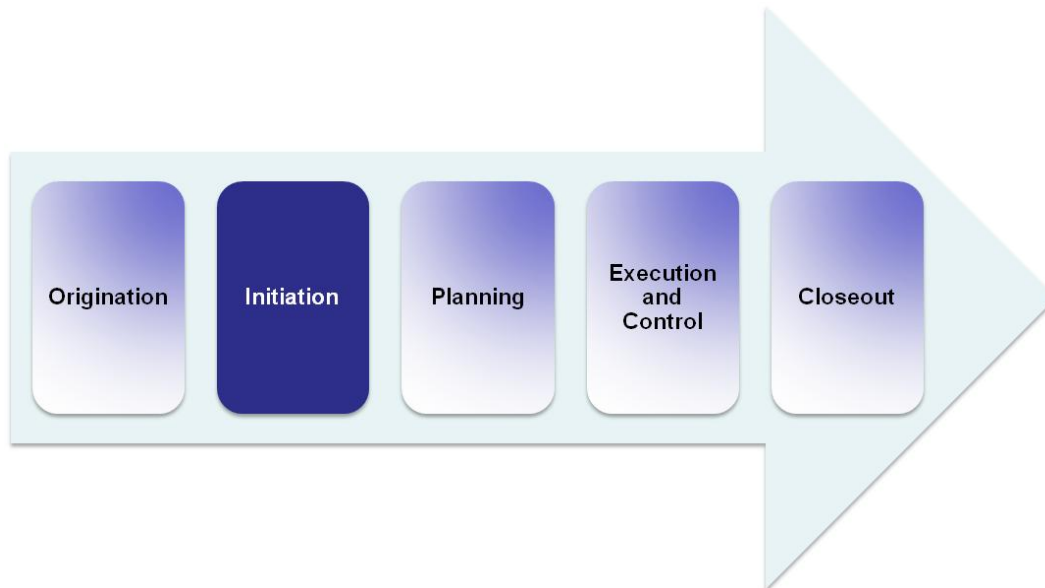 Origination
Initiation
Planning
Execution
and
Control
Closeout